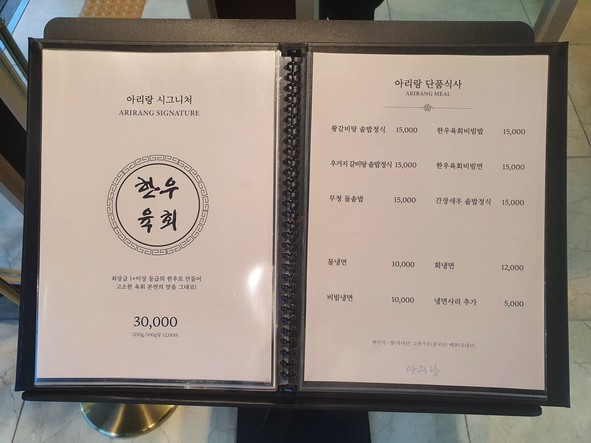 아리랑 시그니처
ARIRANG SIGNATURE
한우
육회
최상급 1+이상 등급의 한우로 만들어
고소한 육회 본연의 맛을 그대로!
30,000
아리랑 단품식사
ARIRANG MEAL
왕갈비탕 솥밥정식 15,000 한우육회비빔밥 15,000
우거지 갈비탕 솥밥정식 15,000 한우육회비빔면 15,000
무청 돌솥밥 15,000 간장새우 솥밥정식 15,000
물냉면 10,000 회냉면 12,000
비빔냉면 10,000 냉면사리 추가 5,000
아리랑